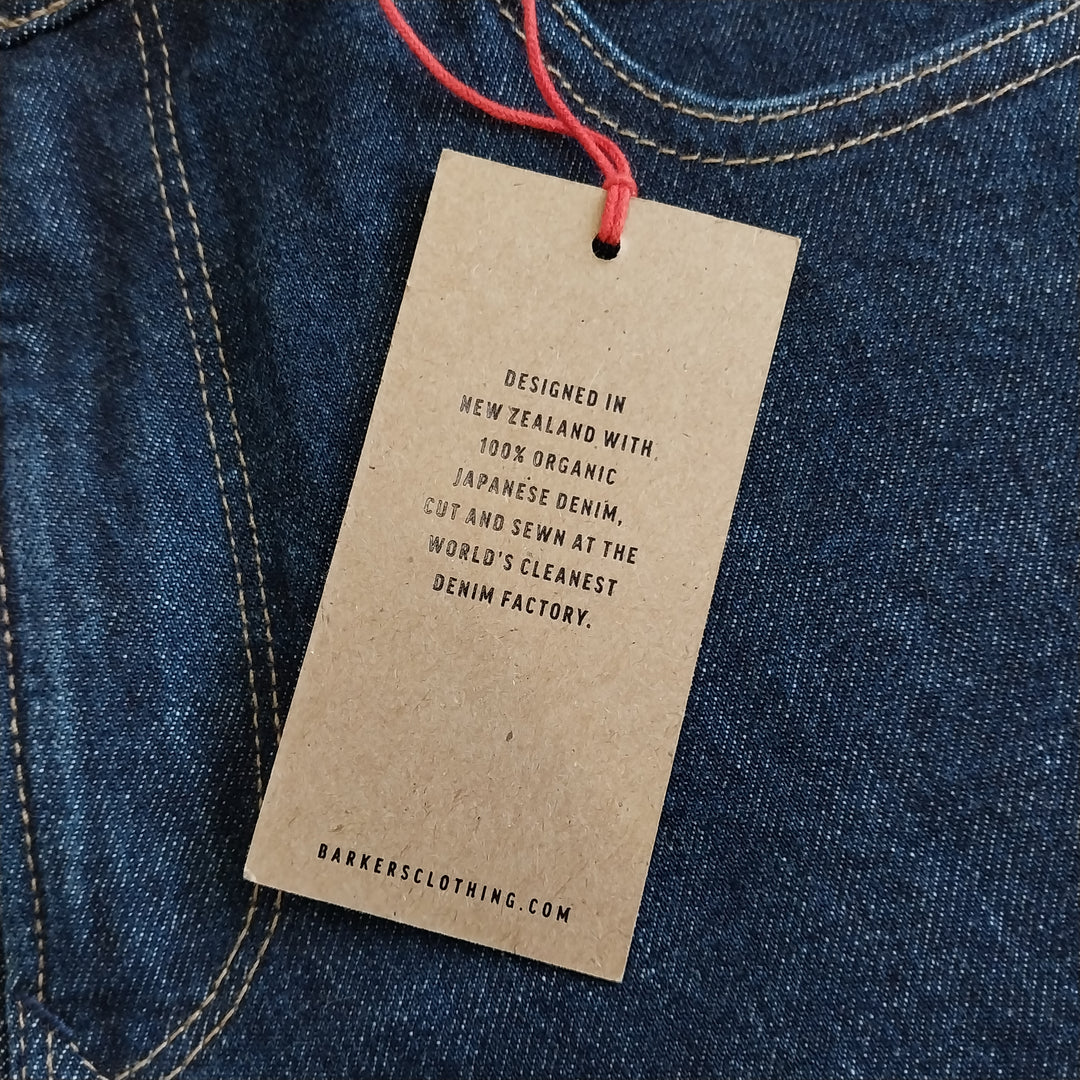 DESIGNED IN
NEW ZEALAND WITH
100% ORGANIC
JAPANESE DENIM,
CUT AND SEWN AT THE
WORLD'S CLEANEST
DENIM FACTORY.
BARKERSCLOTHING.COM